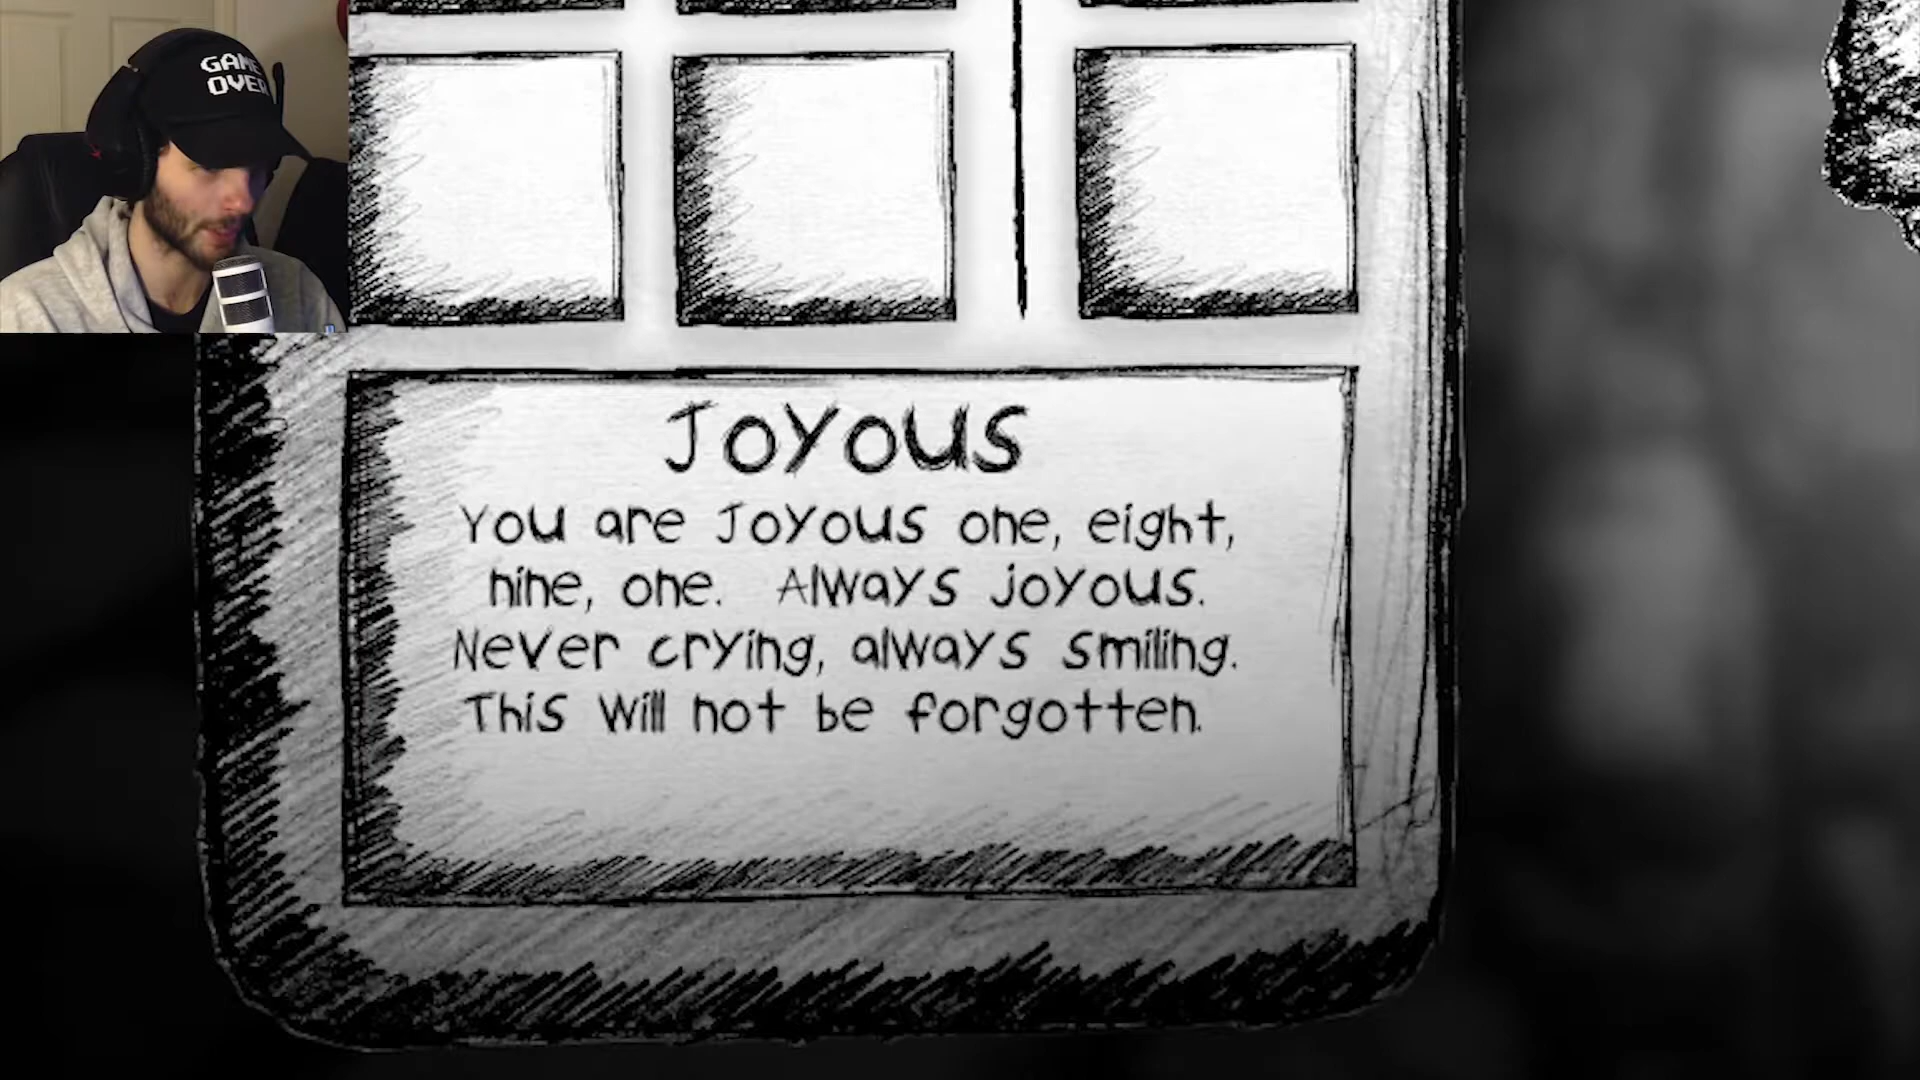 GAME
OVER
JoYous
You are Joyous one, eight,
nine, one. Always joyous.
Never crying, always smiling.
This will not be forgotten.